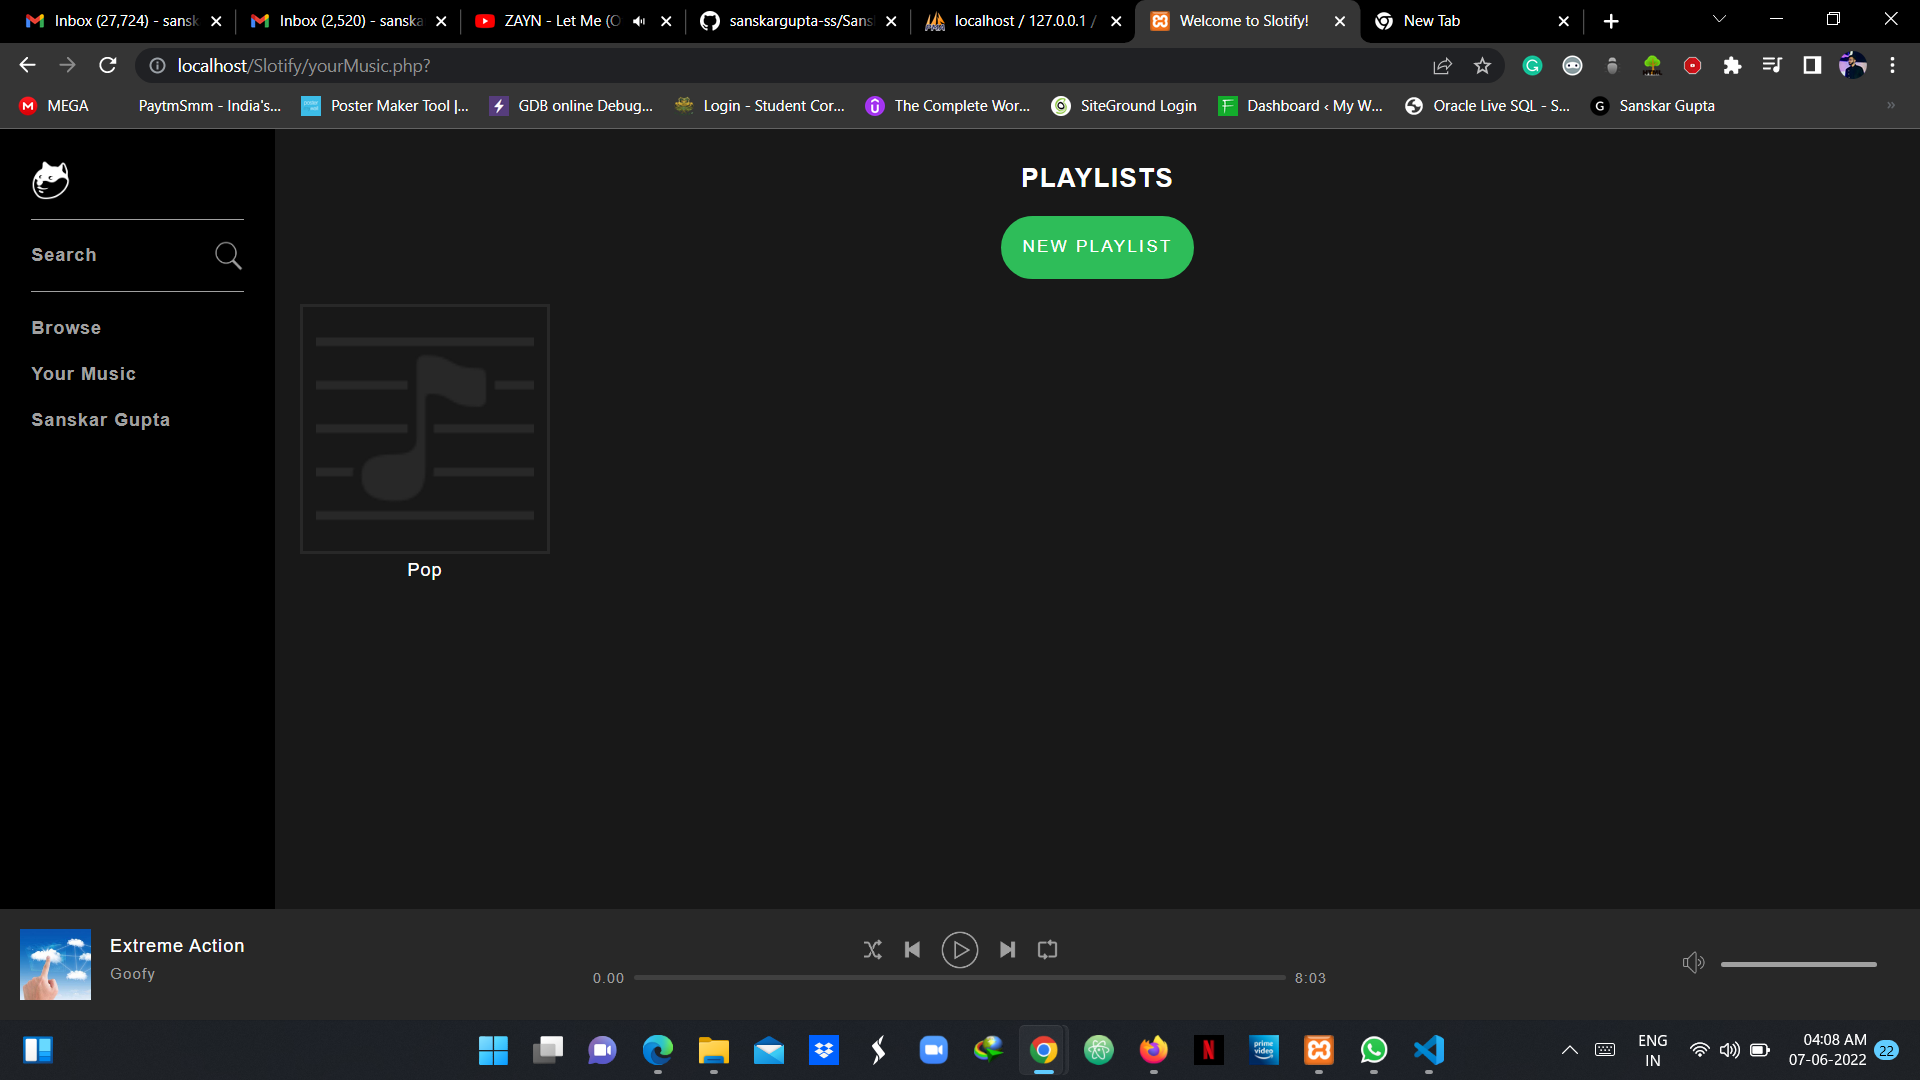 Inbox (27,724) - sansk
Inbox (2,520) - sanska
ZAYN - Let Me (O
sanskargupta-ss/Sans
localhost / 127.0.0.1 /
Welcome to Slotify!
New Tab
localhost/Slotify/yourMusic.php?
MEGA
PaytmSmm - India's...
Poster Maker Tool |...
GDB online Debug...
Login - Student Cor...
The Complete Wor...
SiteGround Login
Dashboard ‹ My W...
Oracle Live SQL - S...
Sanskar Gupta
PLAYLISTS
NEW PLAYLIST
Search
Browse
Your Music
Sanskar Gupta
Pop
Extreme Action
Goofy
0.00
8:03
ENG
IN
04:08 AM
07-06-2022
22